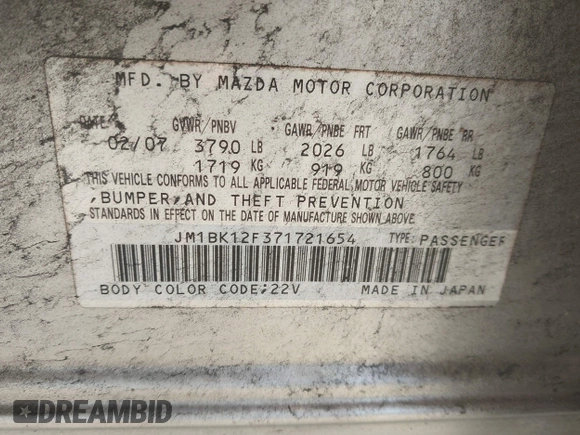 MFD. BY MAZDA MOTOR CORPORATION
DATE GVWR/PNBV GAWR/PNBE FRT GAWR/PNBE RR
02/07 3790 LB 2026 LB 1764 LB
1719 KG 919 KG 800 KG
THIS VEHICLE CONFORMS TO ALL APPLICABLE FEDERAL MOTOR VEHICLE SAFETY
,BUMPER,AND THEFT PREVENTION
STANDARDS IN EFFECT ON THE DATE OF MANUFACTURE SHOWN ABOVE.
JM1BK12F371721654 TYPE: PASSENGER
BODY COLOR CODE:22V MADE IN JAPAN
DREAMBID